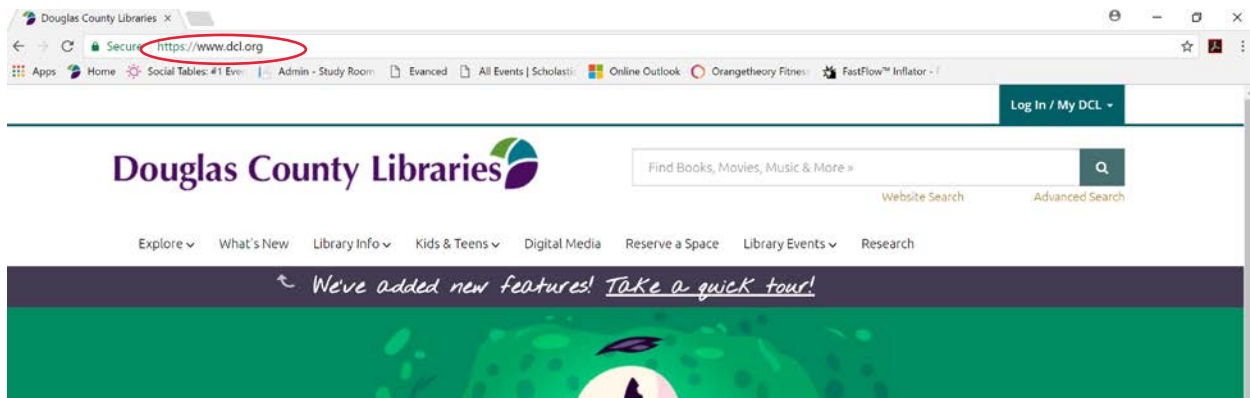 Douglas County Libraries
Secure https://www.dcl.org
Apps Home Social Tables: #1 Even Admin - Study Room Evanced All Events | Scholastic Online Outlook Orangetheory Fitness FastFlow™ Inflator -
Log In / My DCL
Douglas County Libraries
Find Books, Movies, Music & More »
Website Search Advanced Search
Explore What's New Library Info Kids & Teens Digital Media Reserve a Space Library Events Research
We've added new features! Take a quick tour!